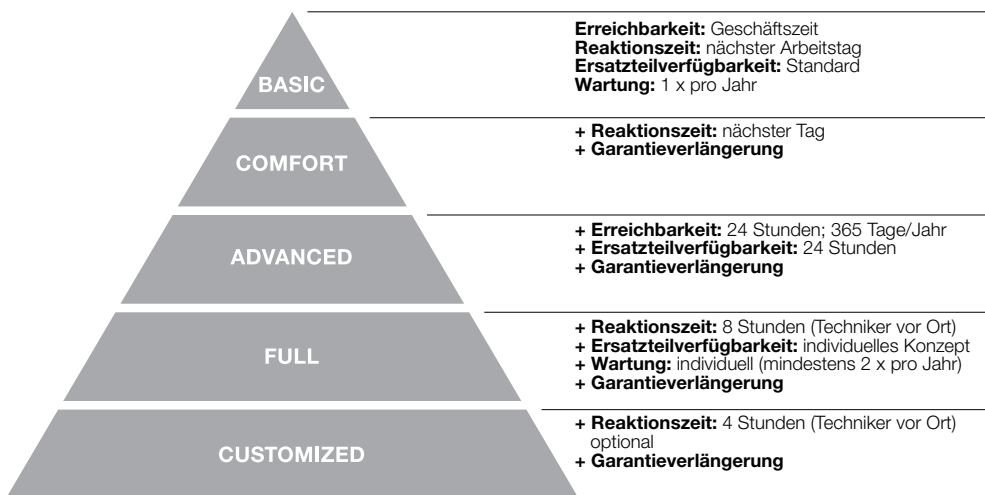 BASIC
Erreichbarkeit: Geschäftszeit
Reaktionszeit: nächster Arbeitstag
Ersatzteilverfügbarkeit: Standard
Wartung: 1 x pro Jahr
COMFORT
+ Reaktionszeit: nächster Tag
+ Garantieverlängerung
ADVANCED
+ Erreichbarkeit: 24 Stunden; 365 Tage/Jahr
+ Ersatzteilverfügbarkeit: 24 Stunden
+ Garantieverlängerung
FULL
+ Reaktionszeit: 8 Stunden (Techniker vor Ort)
+ Ersatzteilverfügbarkeit: individuelles Konzept
+ Wartung: individuell (mindestens 2 x pro Jahr)
+ Garantieverlängerung
CUSTOMIZED
+ Reaktionszeit: 4 Stunden (Techniker vor Ort)
optional
+ Garantieverlängerung